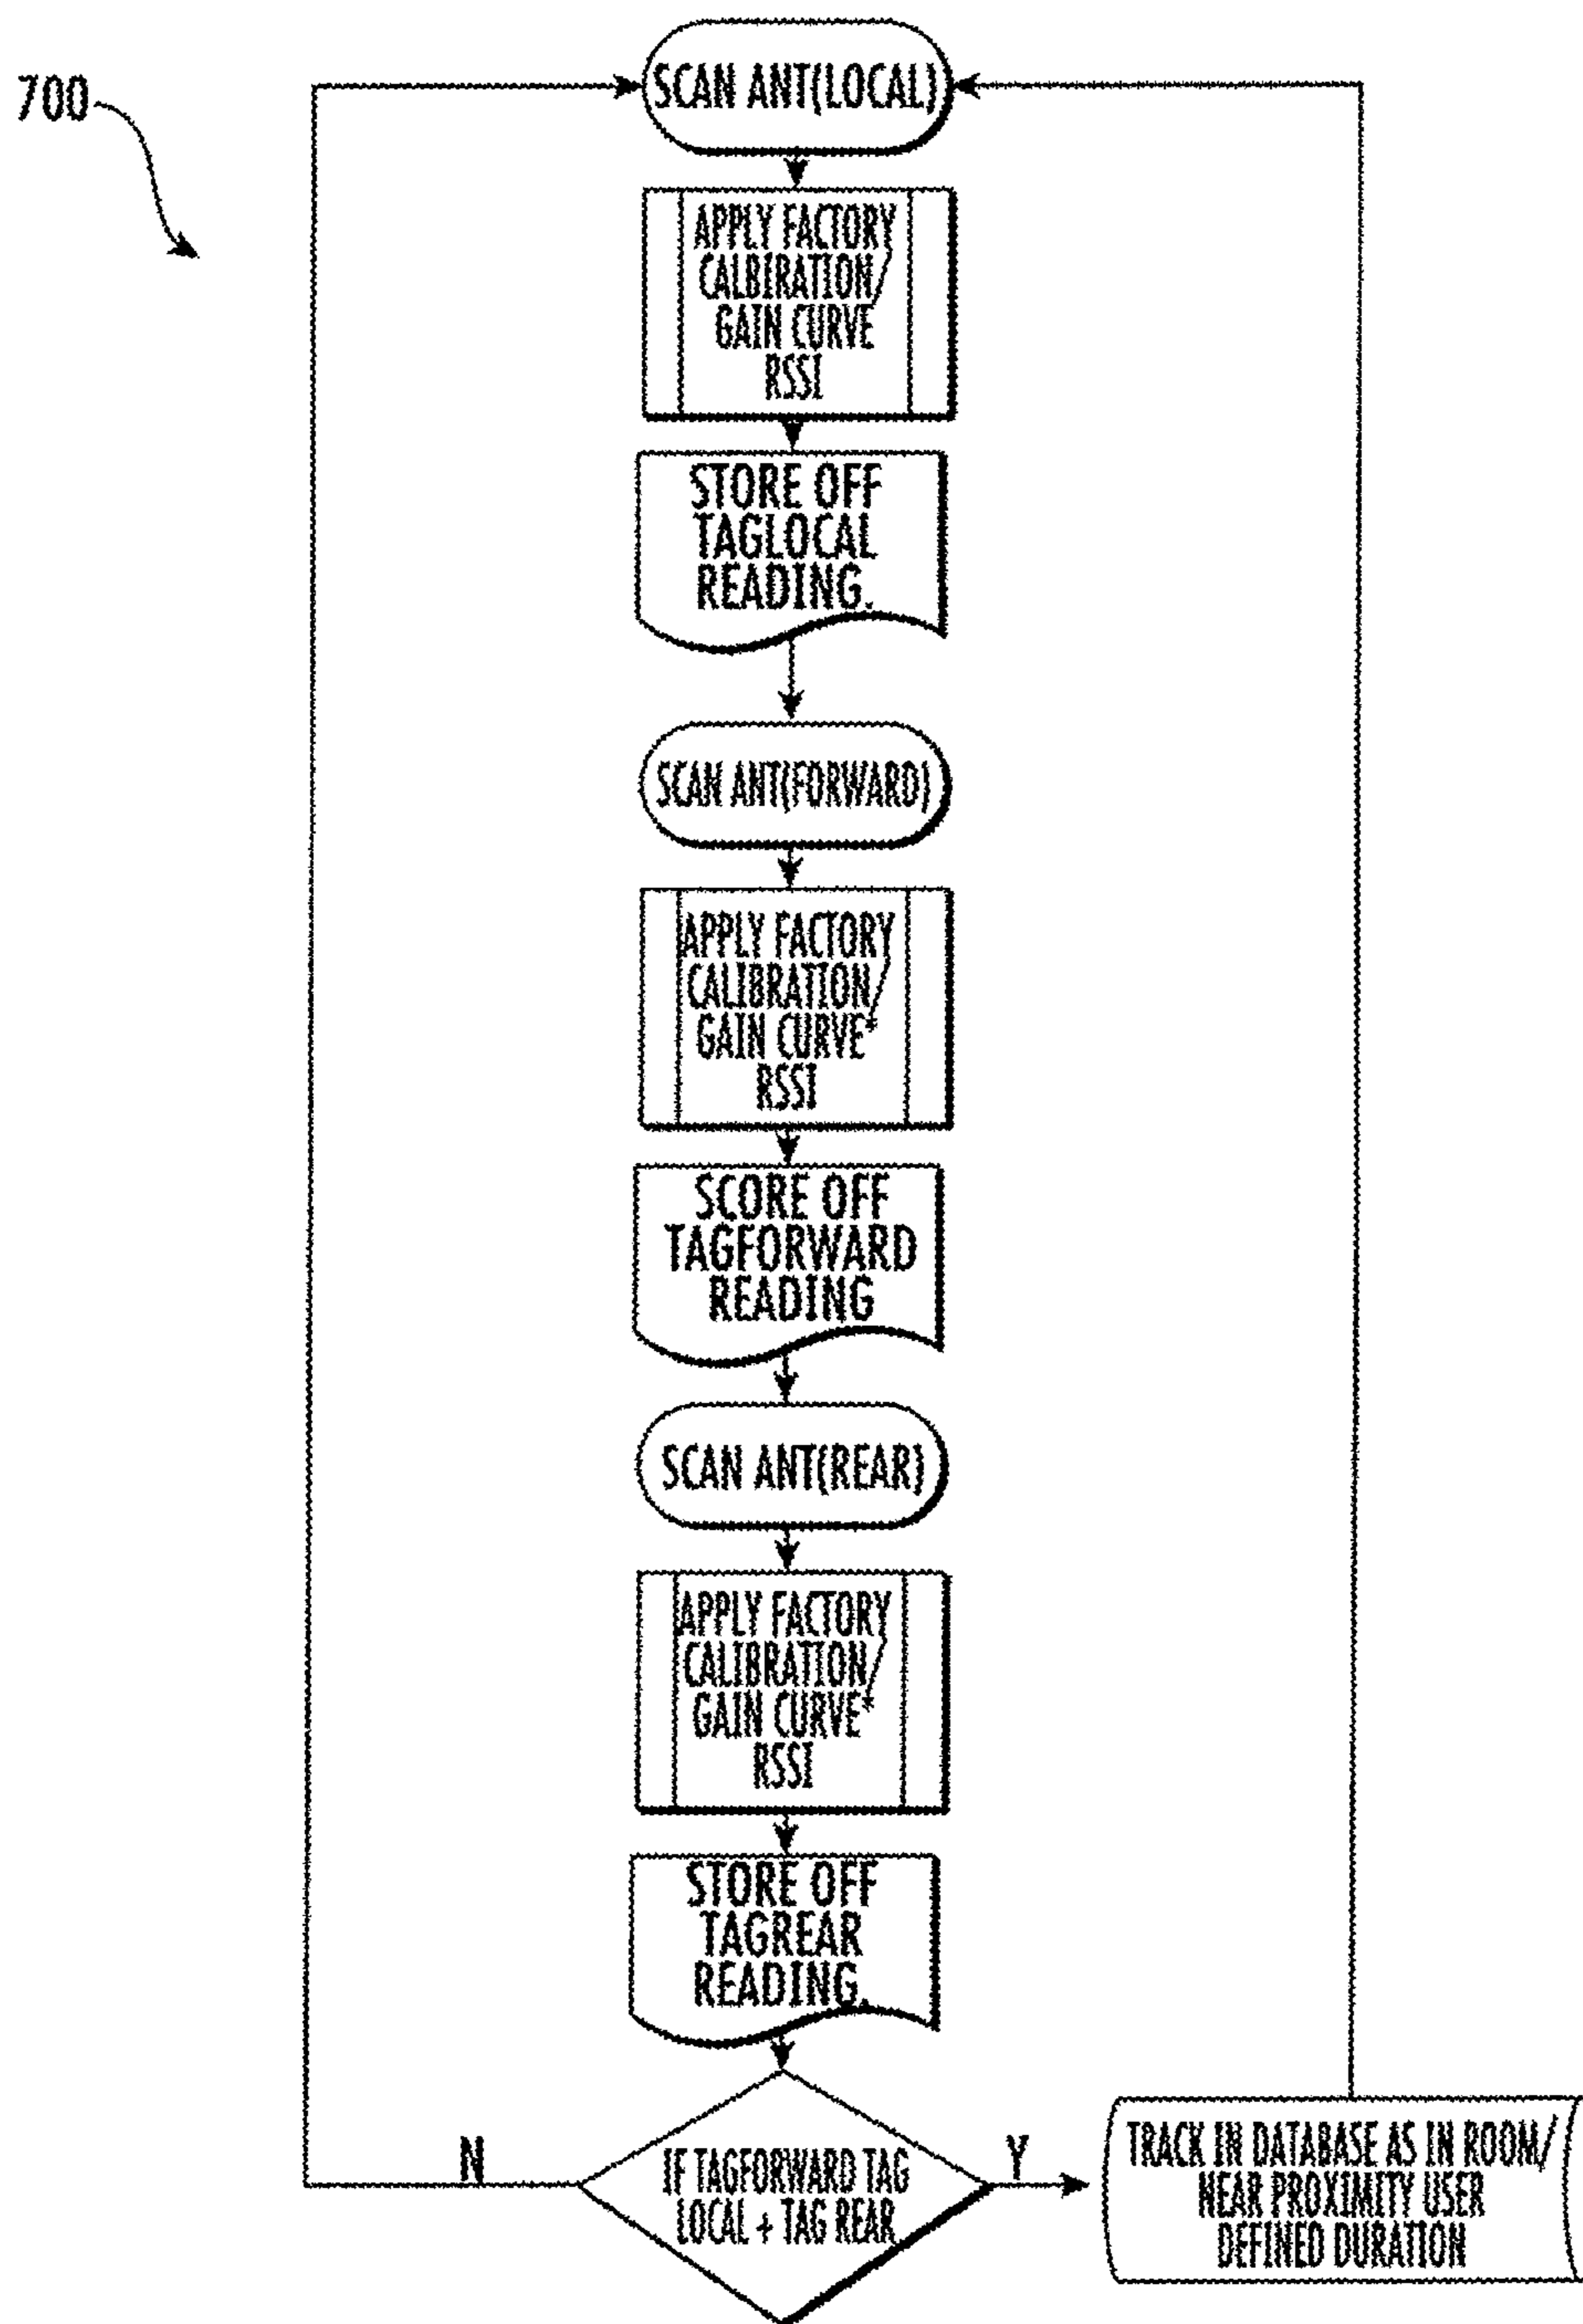 700
SCAN ANT(LOCAL)
APPLY FACTORY
CALBIRATION/
GAIN CURVE
RSSI
STORE OFF
TAGLOCAL
READING.
SCAN ANT(FORWARD)
APPLY FACTORY
CALIBRATION/
GAIN CURVE*
RSSI
SCORE OFF
TAGFORWARD
READING
SCAN ANT(REAR)
APPLY FACTORY
CALIBRATION/
GAIN CURVE*
RSSI
STORE OFF
TAGREAR
READING.
N
IF TAGFORWARD TAG
LOCAL + TAG REAR
Y
TRACK IN DATABASE AS IN ROOM/
NEAR PROXIMITY USER
DEFINED DURATION